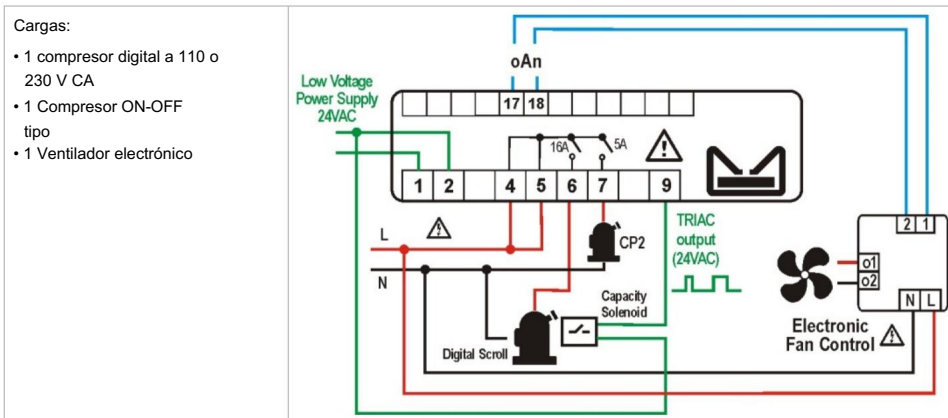 Cargas:
• 1 compresor digital a 110 o
230 V CA
• 1 Compresor ON-OFF
tipo
• 1 Ventilador electrónico
oAn
Low Voltage
Power Supply
24VAC
17 18
16A 5A
1 2 4 5 6 7 9
L
N
CP2
TRIAC
output
(24VAC)
Capacity
Solenoid
Digital Scroll
2 1
o1
o2
N L
Electronic
Fan Control